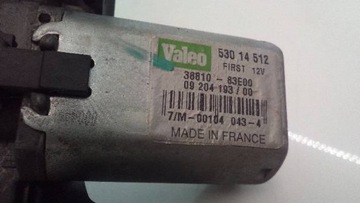 Valeo 530 14 512
FIRST 12V
38810 - 83E00
09 204 193 / 00
7/M-00104 043-4
MADE IN FRANCE